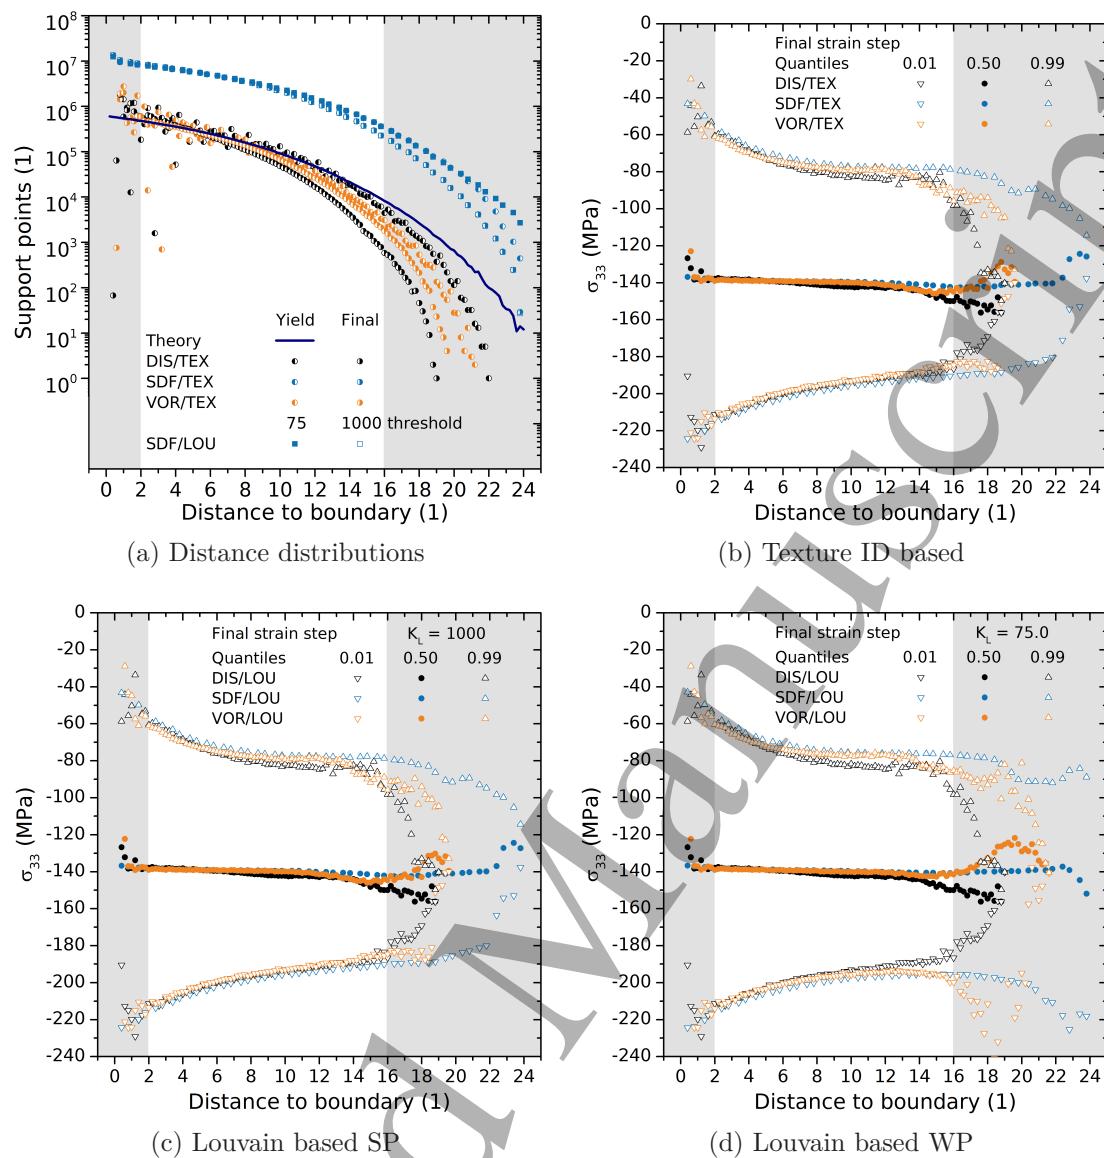 10^8
10^7
10^6
10^5
10^4
10^3
10^2
10^1
10^0
Support points (1)
Yield Final
Theory
DIS/TEX
SDF/TEX
VOR/TEX
75 1000 threshold
SDF/LOU
0 2 4 6 8 10 12 14 16 18 20 22 24
Distance to boundary (1)
(a) Distance distributions
0
-20
-40
-60
-80
-100
-120
-140
-160
-180
-200
-220
-240
σ33 (MPa)
Final strain step
Quantiles 0.01 0.50 0.99
DIS/TEX
SDF/TEX
VOR/TEX
0 2 4 6 8 10 12 14 16 18 20 22 24
Distance to boundary (1)
(b) Texture ID based
0
-20
-40
-60
-80
-100
-120
-140
-160
-180
-200
-220
-240
σ33 (MPa)
Final strain step K_L = 1000
Quantiles 0.01 0.50 0.99
DIS/LOU
SDF/LOU
VOR/LOU
0 2 4 6 8 10 12 14 16 18 20 22 24
Distance to boundary (1)
(c) Louvain based SP
0
-20
-40
-60
-80
-100
-120
-140
-160
-180
-200
-220
-240
σ33 (MPa)
Final strain step K_L = 75.0
Quantiles 0.01 0.50 0.99
DIS/LOU
SDF/LOU
VOR/LOU
0 2 4 6 8 10 12 14 16 18 20 22 24
Distance to boundary (1)
(d) Louvain based WP
d Manuscrip